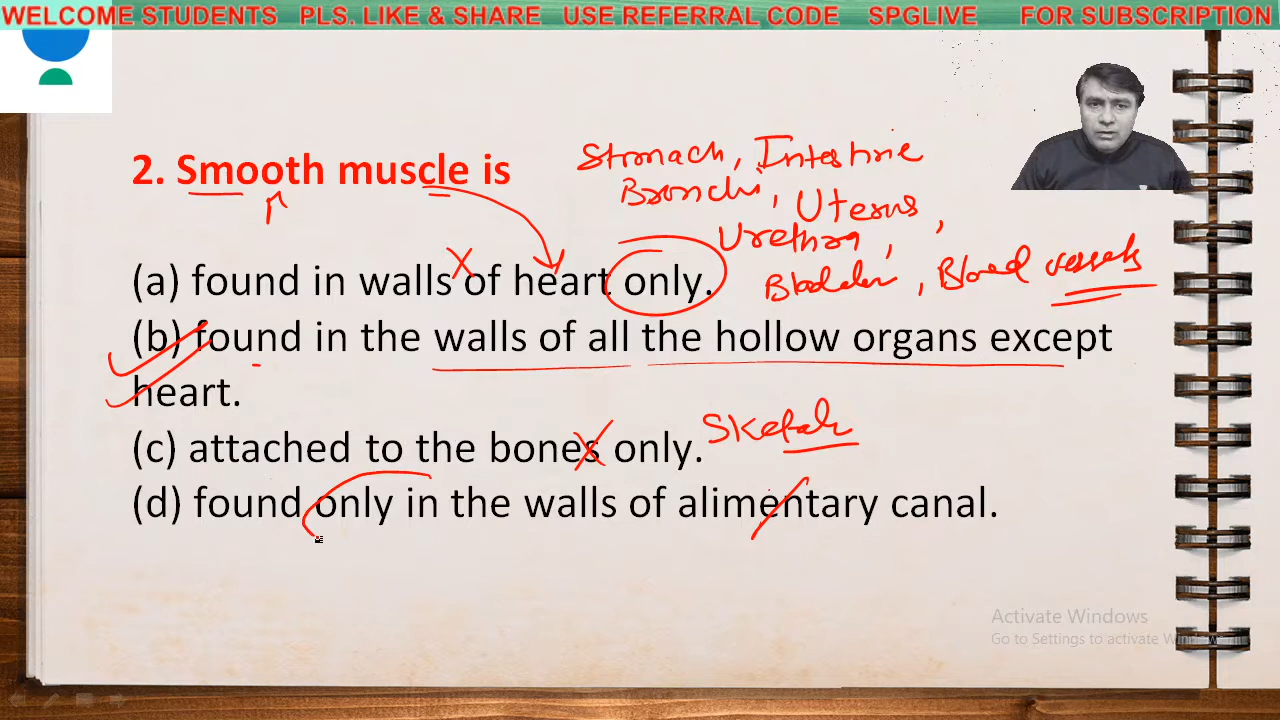 WELCOME STUDENTS PLS. LIKE & SHARE USE REFERRAL CODE SPGLIVE FOR SUBSCRIPTION
2. Smooth muscle is
Stomach, Intestine
Bronchi, Uterus,
Urethra,
Bladder, Blood vessels
(a) found in walls of heart only.
(b) found in the walls of all the hollow organs except
heart.
(c) attached to the bones only.
(d) found only in the walls of alimentary canal.
Activate Windows
Go to Settings to activate Windows.